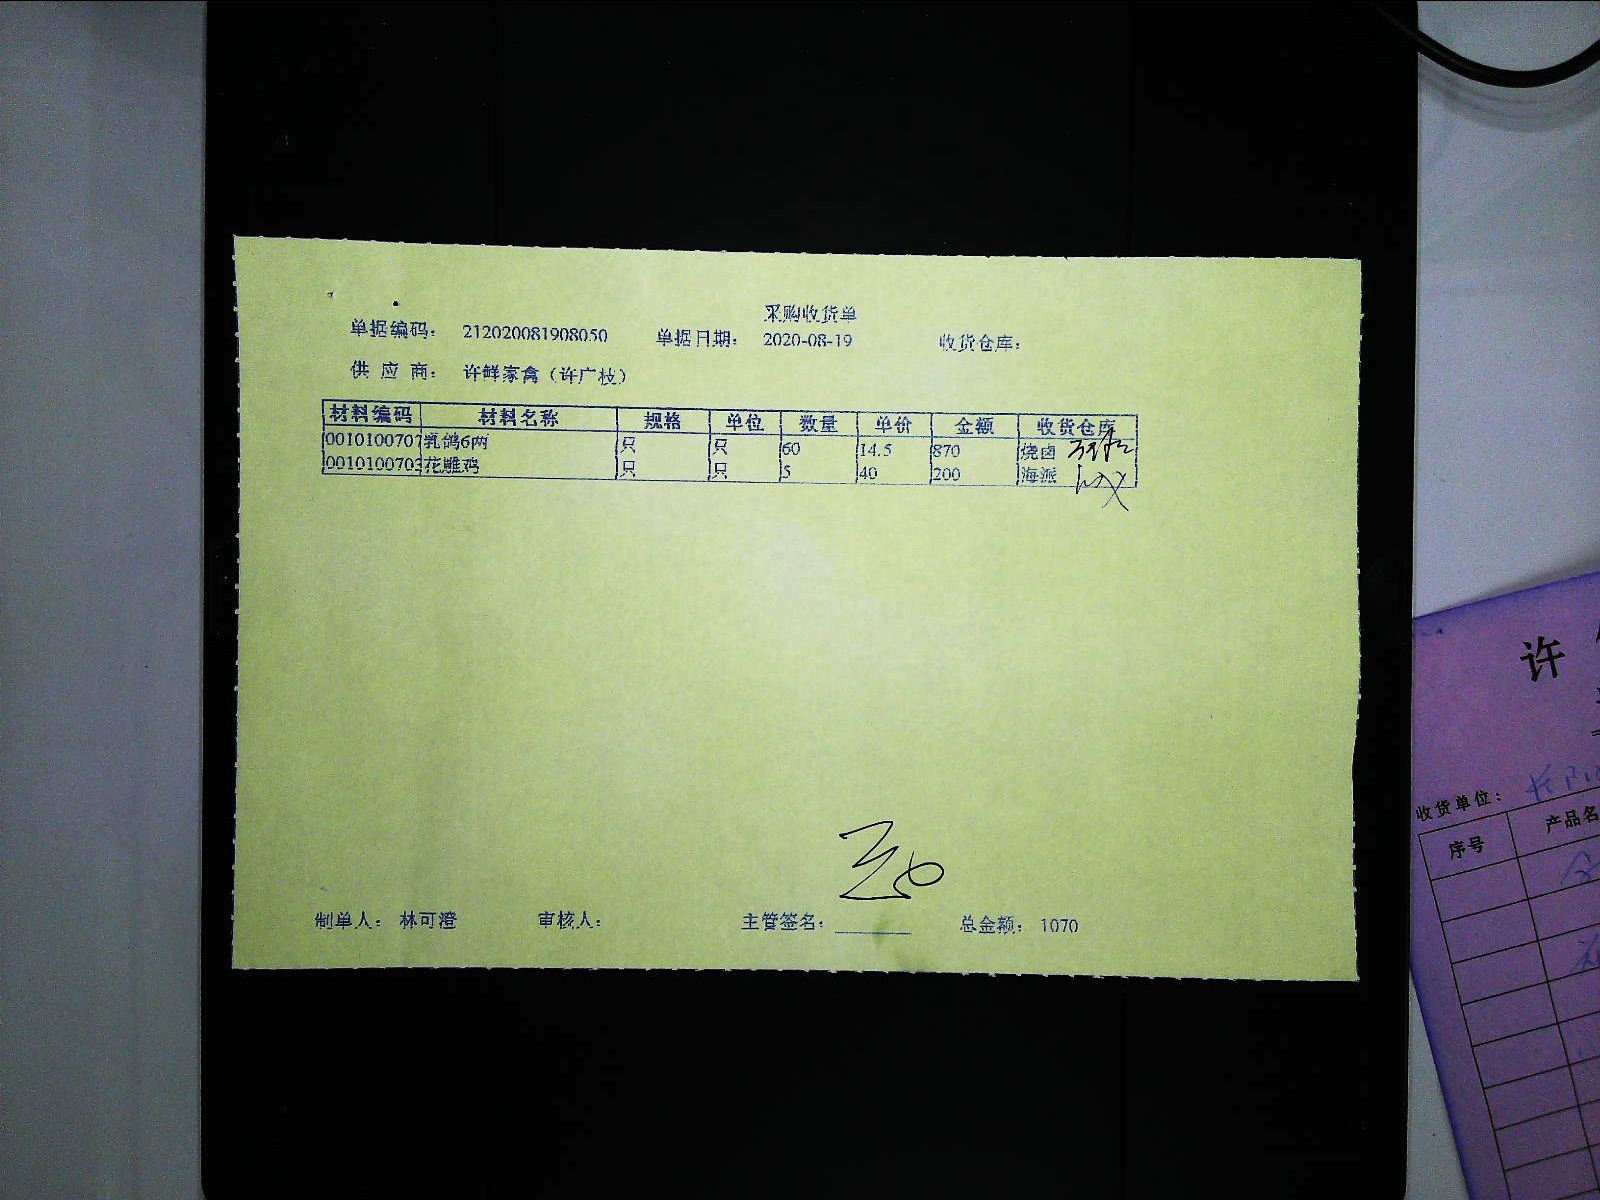 采购收货单
单据编码： 212020081908050 单据日期： 2020-08-19 收货仓库：
供 应 商： 许鲜家禽（许广枝）
材料编码 材料名称 规格 单位 数量 单价 金额 收货仓库
0010100707 乳鸽6两 只 只 60 14.5 870 烧卤
0010100703 花雕鸡 只 只 5 40 200 海派
制单人： 林可澄 审核人： 主管签名： 总金额： 1070
许
收货单位：
序号 产品名